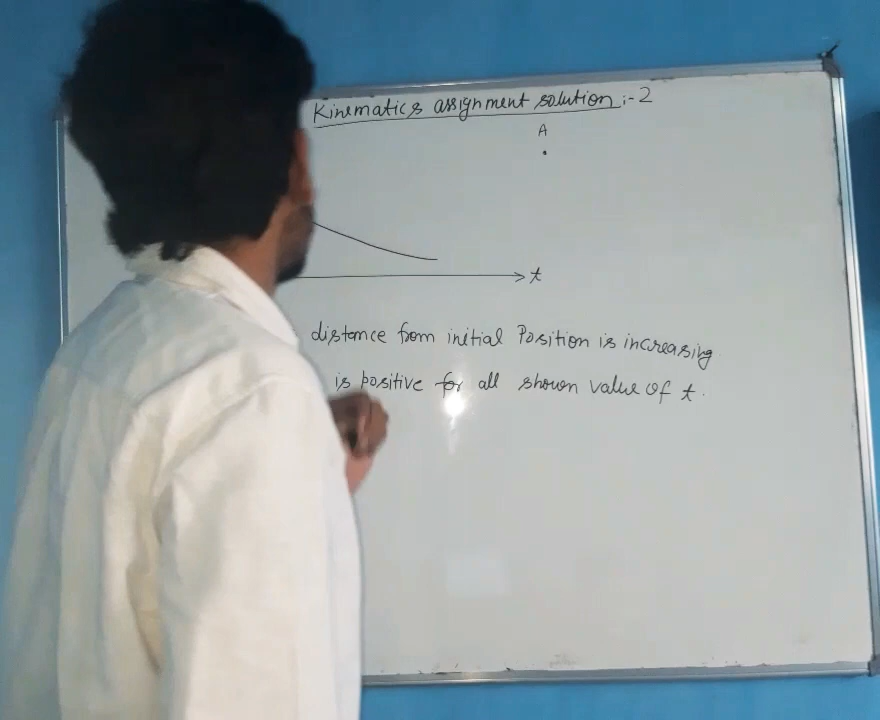 Kinematics assignment solution :- 2
A
t
distance from initial Position is increasing
is positive for all shown value of t.